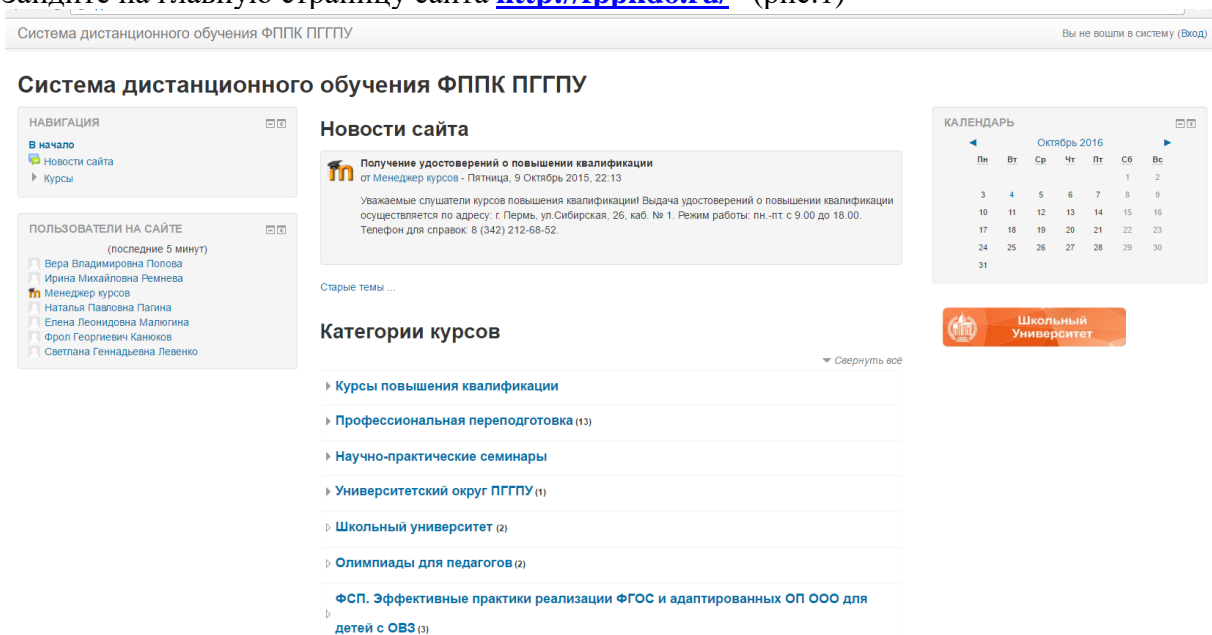 Зайдите на главную страницу сайта http://fppkdo.ru/ (рис.1)
Система дистанционного обучения ФППК ПГГПУ
Вы не вошли в систему (Вход)
Система дистанционного обучения ФППК ПГГПУ
НАВИГАЦИЯ
В начало
Новости сайта
Курсы
ПОЛЬЗОВАТЕЛИ НА САЙТЕ
(последние 5 минут)
Вера Владимировна Попова
Ирина Михайловна Ремнева
Менеджер курсов
Наталья Павловна Пагина
Елена Леонидовна Малюгина
Фрол Георгиевич Канюков
Светлана Геннадьевна Левенко
Новости сайта
Получение удостоверений о повышении квалификации
от Менеджер курсов - Пятница, 9 Октябрь 2015, 22:13
Уважаемые слушатели курсов повышения квалификации! Выдача удостоверений о повышении квалификации
осуществляется по адресу: г. Пермь, ул.Сибирская, 26, каб. № 1. Режим работы: пн.-пт. с 9.00 до 18.00.
Телефон для справок: 8 (342) 212-68-52.
Старые темы ...
Категории курсов
Свернуть всё
Курсы повышения квалификации
Профессиональная переподготовка (13)
Научно-практические семинары
Университетский округ ПГГПУ (1)
Школьный университет (2)
Олимпиады для педагогов (2)
ФСП. Эффективные практики реализации ФГОС и адаптированных ОП ООО для
детей с ОВЗ (3)
КАЛЕНДАРЬ
Октябрь 2016
Пн Вт Ср Чт Пт Сб Вс
1 2
3 4 5 6 7 8 9
10 11 12 13 14 15 16
17 18 19 20 21 22 23
24 25 26 27 28 29 30
31
Школьный
Университет